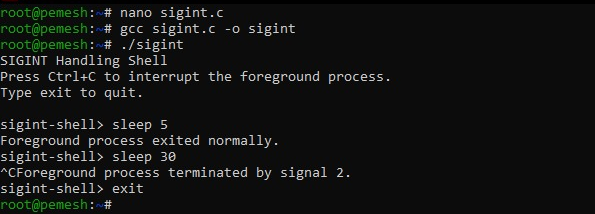 root@pemesh:~# nano sigint.c
root@pemesh:~# gcc sigint.c -o sigint
root@pemesh:~# ./sigint
SIGINT Handling Shell
Press Ctrl+C to interrupt the foreground process.
Type exit to quit.
sigint-shell> sleep 5
Foreground process exited normally.
sigint-shell> sleep 30
^CForeground process terminated by signal 2.
sigint-shell> exit
root@pemesh:~#